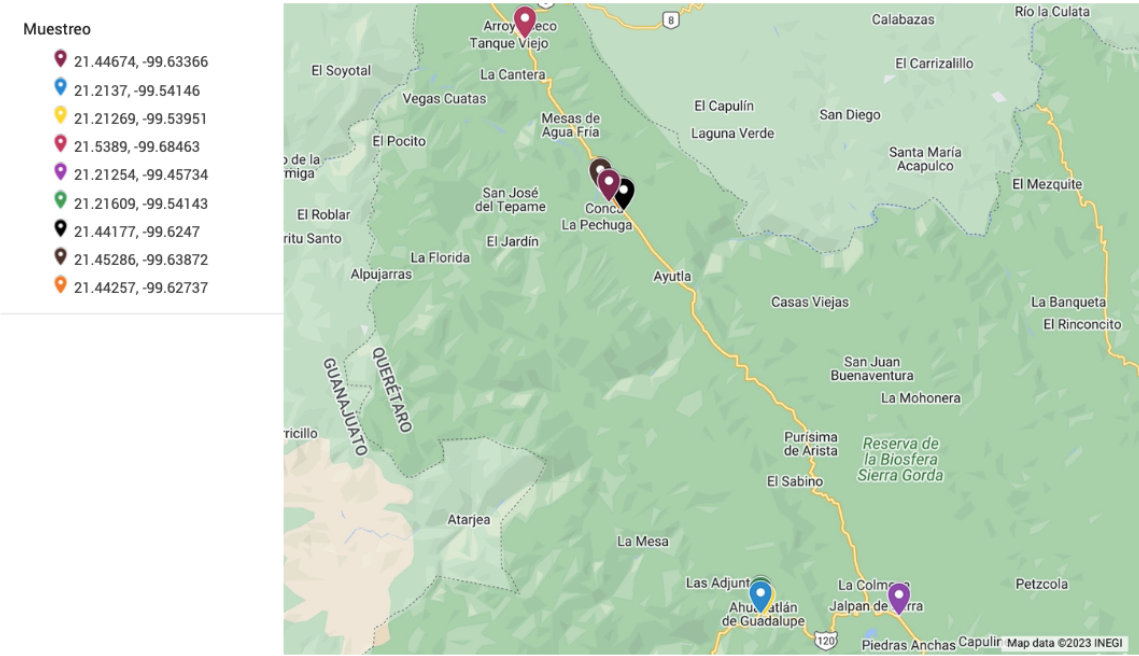 Muestreo
21.44674, -99.63366
21.2137, -99.54146
21.21269, -99.53951
21.5389, -99.68463
21.21254, -99.45734
21.21609, -99.54143
21.44177, -99.6247
21.45286, -99.63872
21.44257, -99.62737
8
Calabazas
Río la Culata
Tanque Viejo
El Soyotal
La Cantera
El Carrizalillo
Vegas Cuatas
El Capulín
San Diego
Mesas de
Agua Fría
Laguna Verde
El Pocito
Santa María
Acapulco
El Mezquite
San José
del Tepame
El Roblar
La Pechuga
El Jardín
La Florida
Alpujarras
Ayutla
Casas Viejas
La Banqueta
El Rinconcito
QUERÉTARO
GUANAJUATO
San Juan
Buenaventura
La Mohonera
Purísima
de Arista
Reserva de
la Biosfera
Sierra Gorda
El Sabino
Atarjea
La Mesa
Petzcola
de Guadalupe
120
Piedras Anchas
Map data ©2023 INEGI